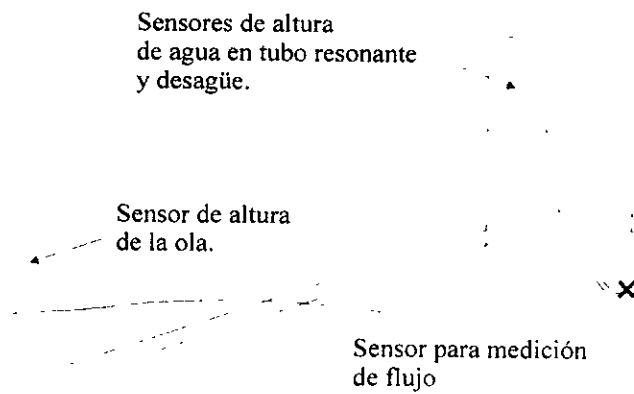 Sensores de altura
de agua en tubo resonante
y desagüe.
Sensor de altura
de la ola.
Sensor para medición
de flujo